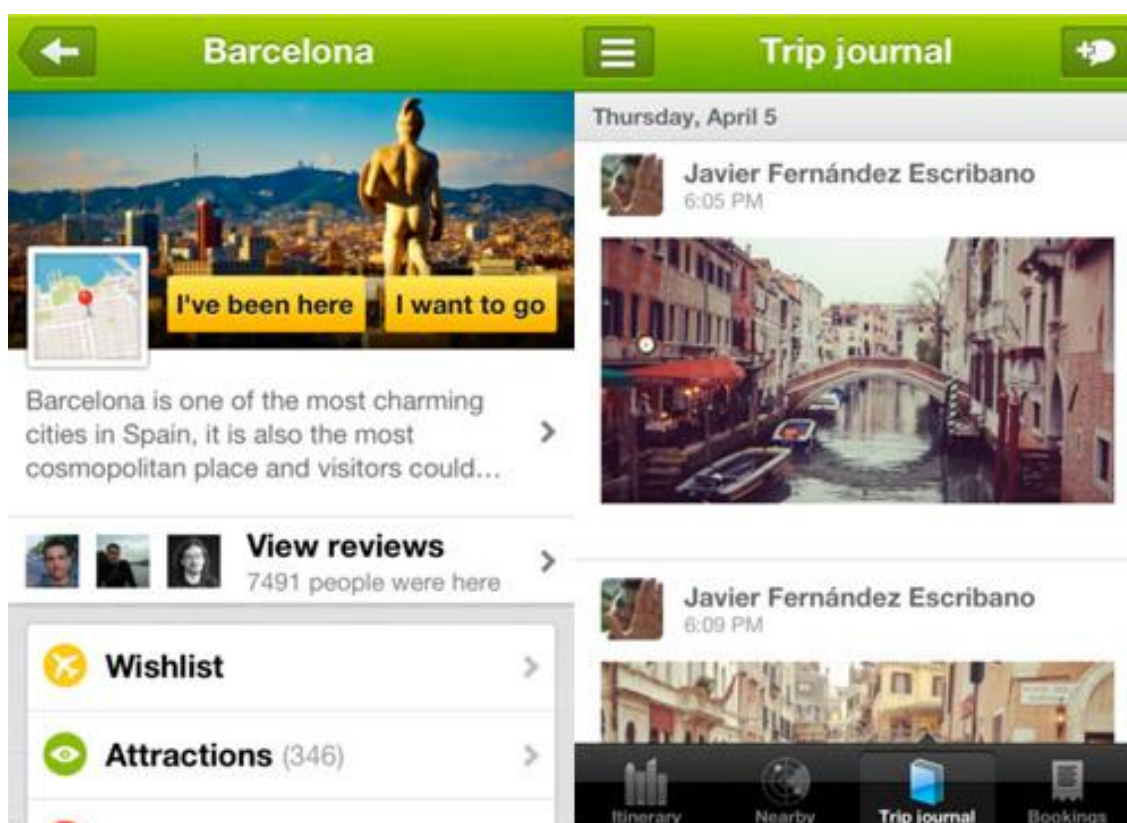 Barcelona
I've been here
I want to go
Barcelona is one of the most charming
cities in Spain, it is also the most
cosmopolitan place and visitors could...
View reviews
7491 people were here
Wishlist
Attractions (346)
Trip journal
Thursday, April 5
Javier Fernández Escribano
6:05 PM
Javier Fernández Escribano
6:09 PM
Itinerary
Nearby
Trip journal
Bookings